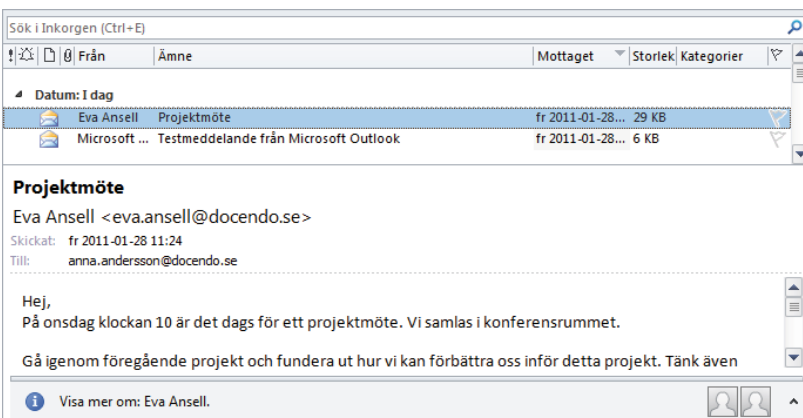 Sök i Inkorgen (Ctrl+E)
Från Ämne Mottaget Storlek Kategorier
Datum: I dag
Eva Ansell Projektmöte fr 2011-01-28... 29 KB
Microsoft ... Testmeddelande från Microsoft Outlook fr 2011-01-28... 6 KB
Projektmöte
Eva Ansell <eva.ansell@docendo.se>
Skickat: fr 2011-01-28 11:24
Till: anna.andersson@docendo.se
Hej,
På onsdag klockan 10 är det dags för ett projektmöte. Vi samlas i konferensrummet.
Gå igenom föregående projekt och fundera ut hur vi kan förbättra oss inför detta projekt. Tänk även
Visa mer om: Eva Ansell.